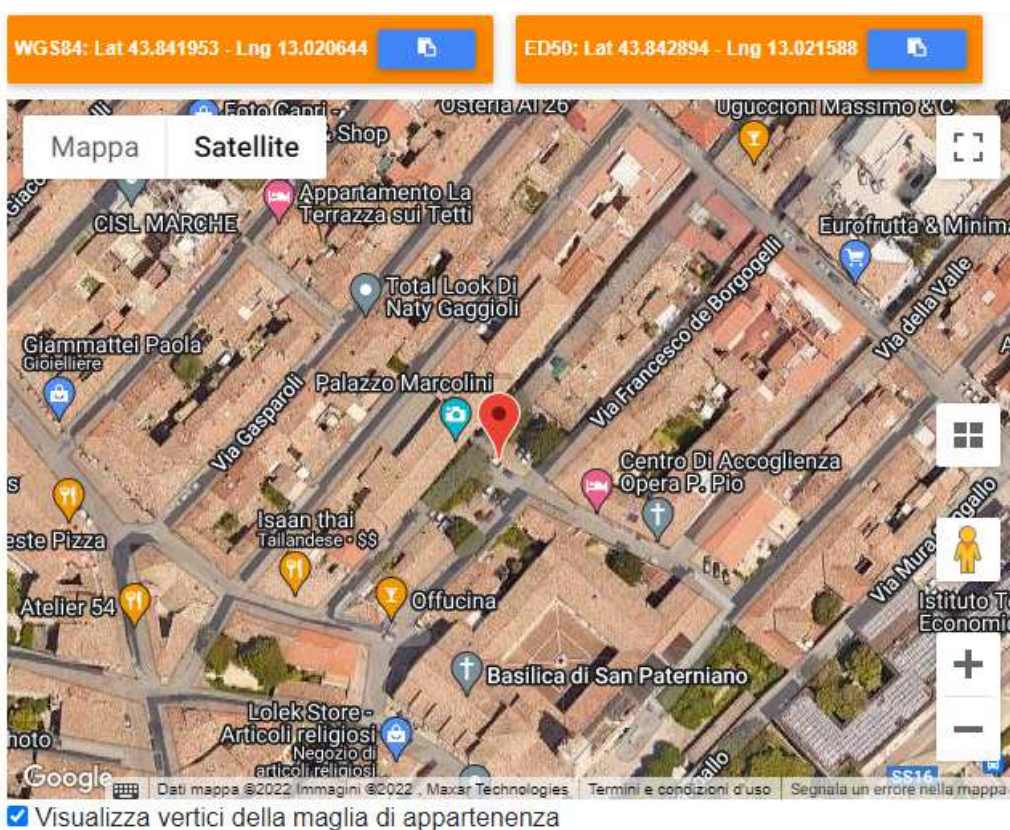 WGS84: Lat 43.841953 - Lng 13.020644
ED50: Lat 43.842894 - Lng 13.021588
Foto Capri -
Shop
Osteria Al 26
Uguccioni Massimo & C
Mappa
Satellite
CISL MARCHE
Appartamento La
Terrazza sui Tetti
Eurofrutta & Minima
Total Look Di
Naty Gaggioli
Via Francesco de Borgogelli
Via della Valle
Giammattei Paola
Gioielliere
Palazzo Marcolini
Via Gasparoli
Centro Di Accoglienza
Opera P. Pio
este Pizza
Isaan thai
Tailandese · $$
Atelier 54
Offucina
Istituto T
Economic
Basilica di San Paterniano
Lolek Store -
Articoli religiosi
Negozio di
articoli religiosi
hoto
SS16
Google
Dati mappa ©2022 Immagini ©2022 , Maxar Technologies
Termini e condizioni d'uso
Segnala un errore nella mappa
Visualizza vertici della maglia di appartenenza